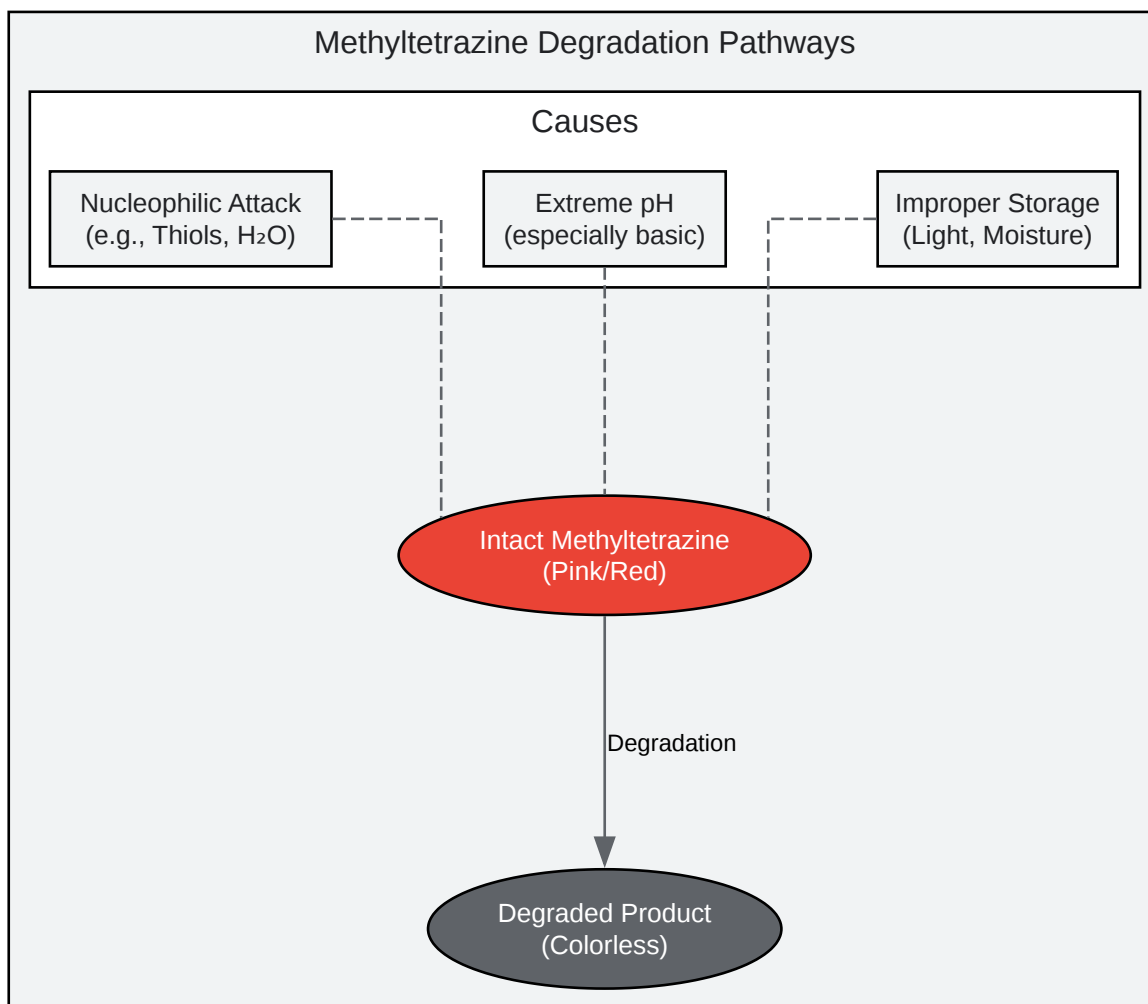 Methyltetrazine Degradation Pathways
Causes
Nucleophilic Attack
(e.g., Thiols, H₂O)
Extreme pH
(especially basic)
Improper Storage
(Light, Moisture)
Intact Methyltetrazine
(Pink/Red)
Degradation
Degraded Product
(Colorless)